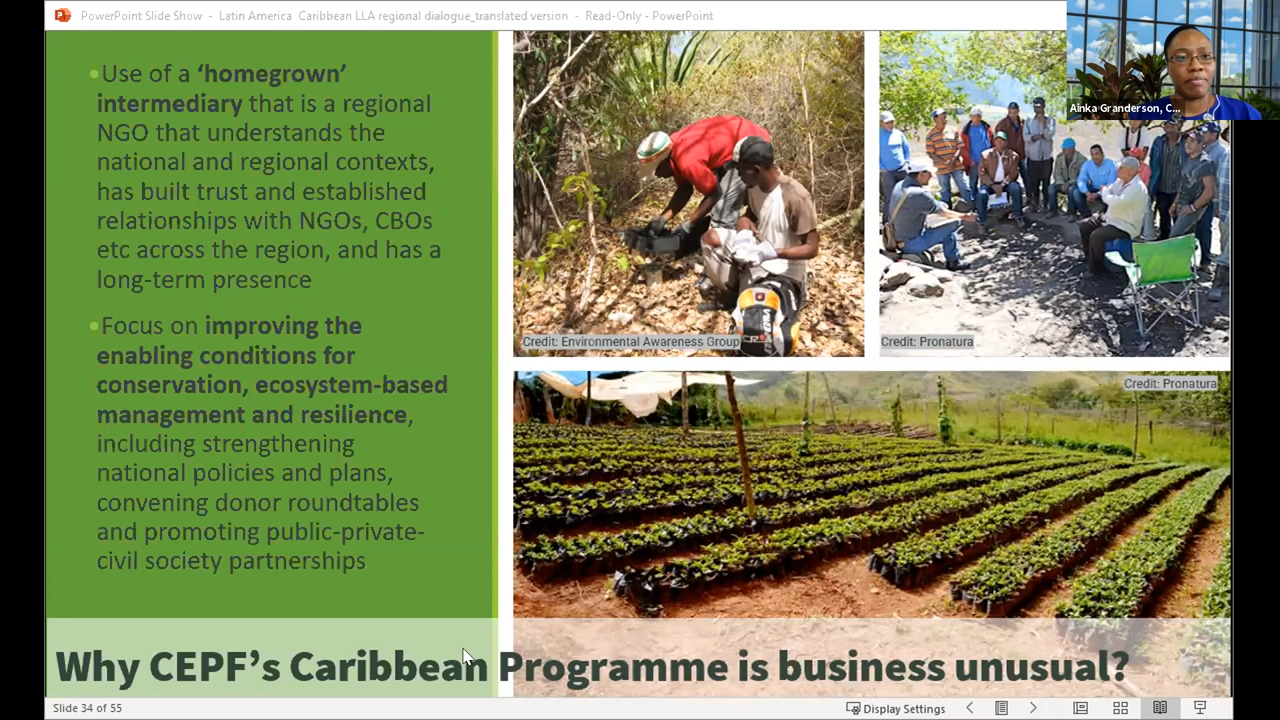 PowerPoint Slide Show - Latin America Caribbean LLA regional dialogue_translated version - Read-Only - PowerPoint
Ainka Granderson, C...
•Use of a ‘homegrown’
intermediary that is a regional
NGO that understands the
national and regional contexts,
has built trust and established
relationships with NGOs, CBOs
etc across the region, and has a
long-term presence
•Focus on improving the
enabling conditions for
conservation, ecosystem-based
management and resilience,
including strengthening
national policies and plans,
convening donor roundtables
and promoting public-private-
civil society partnerships
Credit: Environmental Awareness Group
Credit: Pronatura
Credit: Pronatura
Why CEPF’s Caribbean Programme is business unusual?
Slide 34 of 55
Display Settings